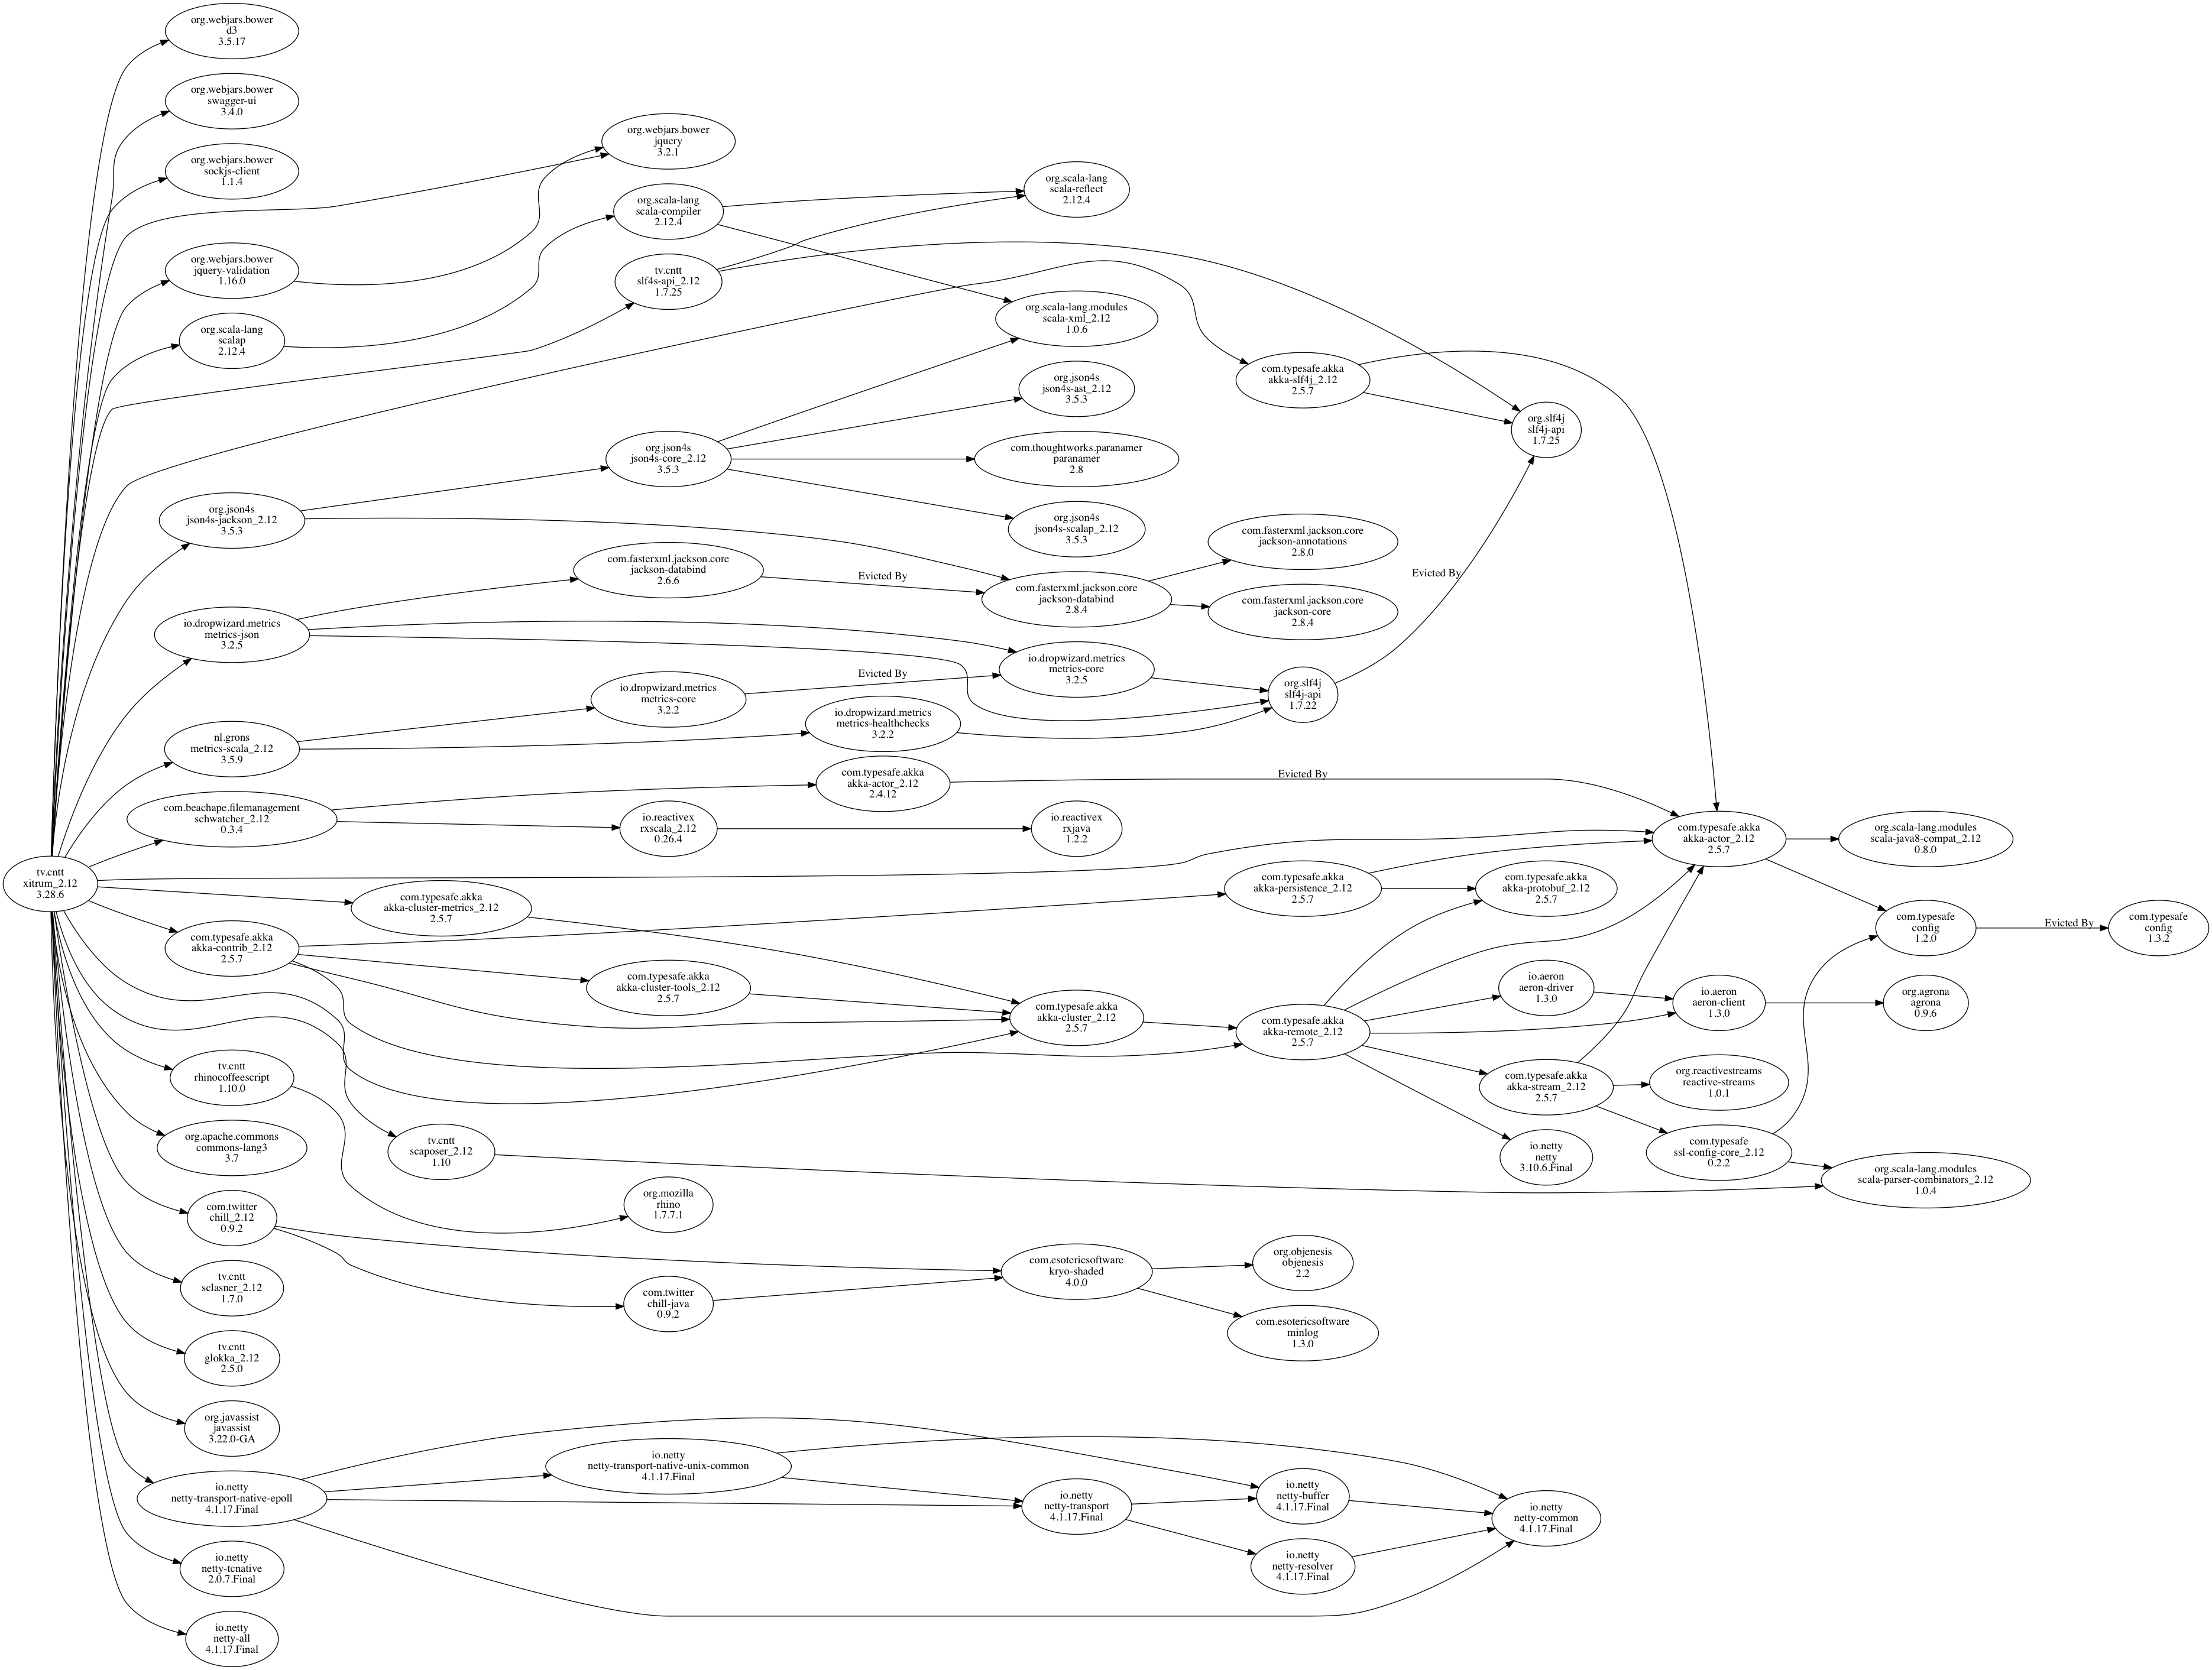 org.webjars.bower
d3
3.5.17
org.webjars.bower
swagger-ui
3.4.0
org.webjars.bower
jquery
3.2.1
org.webjars.bower
sockjs-client
1.1.4
org.scala-lang
scala-reflect
2.12.4
org.scala-lang
scala-compiler
2.12.4
org.webjars.bower
jquery-validation
1.16.0
tv.cntt
slf4s-api_2.12
1.7.25
org.scala-lang.modules
scala-xml_2.12
1.0.6
org.scala-lang
scalap
2.12.4
com.typesafe.akka
akka-slf4j_2.12
2.5.7
org.json4s
json4s-ast_2.12
3.5.3
org.slf4j
slf4j-api
1.7.25
org.json4s
json4s-core_2.12
3.5.3
com.thoughtworks.paranamer
paranamer
2.8
org.json4s
json4s-jackson_2.12
3.5.3
org.json4s
json4s-scalap_2.12
3.5.3
com.fasterxml.jackson.core
jackson-annotations
2.8.0
com.fasterxml.jackson.core
jackson-databind
2.6.6
Evicted By
Evicted By
com.fasterxml.jackson.core
jackson-databind
2.8.4
com.fasterxml.jackson.core
jackson-core
2.8.4
io.dropwizard.metrics
metrics-json
3.2.5
io.dropwizard.metrics
metrics-core
3.2.5
Evicted By
io.dropwizard.metrics
metrics-core
3.2.2
org.slf4j
slf4j-api
1.7.22
io.dropwizard.metrics
metrics-healthchecks
3.2.2
nl.grons
metrics-scala_2.12
3.5.9
com.typesafe.akka
akka-actor_2.12
2.4.12
Evicted By
com.beachape.filemanagement
schwatcher_2.12
0.3.4
io.reactivex
rxscala_2.12
0.26.4
io.reactivex
rxjava
1.2.2
com.typesafe.akka
akka-actor_2.12
2.5.7
org.scala-lang.modules
scala-java8-compat_2.12
0.8.0
tv.cntt
xitrum_2.12
3.28.6
com.typesafe.akka
akka-cluster-metrics_2.12
2.5.7
com.typesafe.akka
akka-persistence_2.12
2.5.7
com.typesafe.akka
akka-protobuf_2.12
2.5.7
com.typesafe
config
1.2.0
Evicted By
com.typesafe
config
1.3.2
com.typesafe.akka
akka-contrib_2.12
2.5.7
com.typesafe.akka
akka-cluster-tools_2.12
2.5.7
io.aeron
aeron-driver
1.3.0
io.aeron
aeron-client
1.3.0
org.agrona
agrona
0.9.6
com.typesafe.akka
akka-cluster_2.12
2.5.7
com.typesafe.akka
akka-remote_2.12
2.5.7
tv.cntt
rhinocoffeescript
1.10.0
com.typesafe.akka
akka-stream_2.12
2.5.7
org.reactivestreams
reactive-streams
1.0.1
org.apache.commons
commons-lang3
3.7
tv.cntt
scaposer_2.12
1.10
io.netty
netty
3.10.6.Final
com.typesafe
ssl-config-core_2.12
0.2.2
org.scala-lang.modules
scala-parser-combinators_2.12
1.0.4
com.twitter
chill_2.12
0.9.2
org.mozilla
rhino
1.7.7.1
com.esotericsoftware
kryo-shaded
4.0.0
org.objenesis
objenesis
2.2
tv.cntt
sclasner_2.12
1.7.0
com.twitter
chill-java
0.9.2
com.esotericsoftware
minlog
1.3.0
tv.cntt
glokka_2.12
2.5.0
org.javassist
javassist
3.22.0-GA
io.netty
netty-transport-native-unix-common
4.1.17.Final
io.netty
netty-transport-native-epoll
4.1.17.Final
io.netty
netty-transport
4.1.17.Final
io.netty
netty-buffer
4.1.17.Final
io.netty
netty-common
4.1.17.Final
io.netty
netty-resolver
4.1.17.Final
io.netty
netty-tcnative
2.0.7.Final
io.netty
netty-all
4.1.17.Final